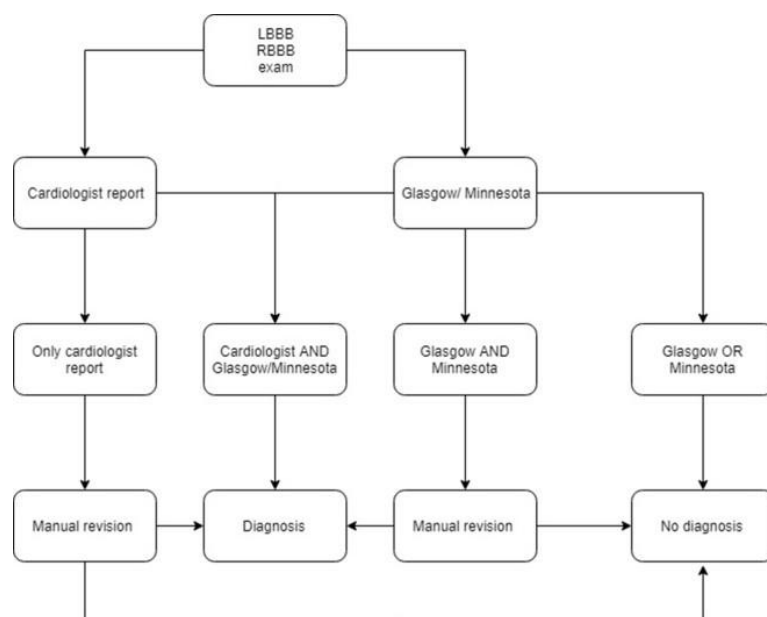 LBBB
RBBB
exam
Cardiologist report
Glasgow/ Minnesota
Only cardiologist
report
Cardiologist AND
Glasgow/Minnesota
Glasgow AND
Minnesota
Glasgow OR
Minnesota
Manual revision
Diagnosis
Manual revision
No diagnosis